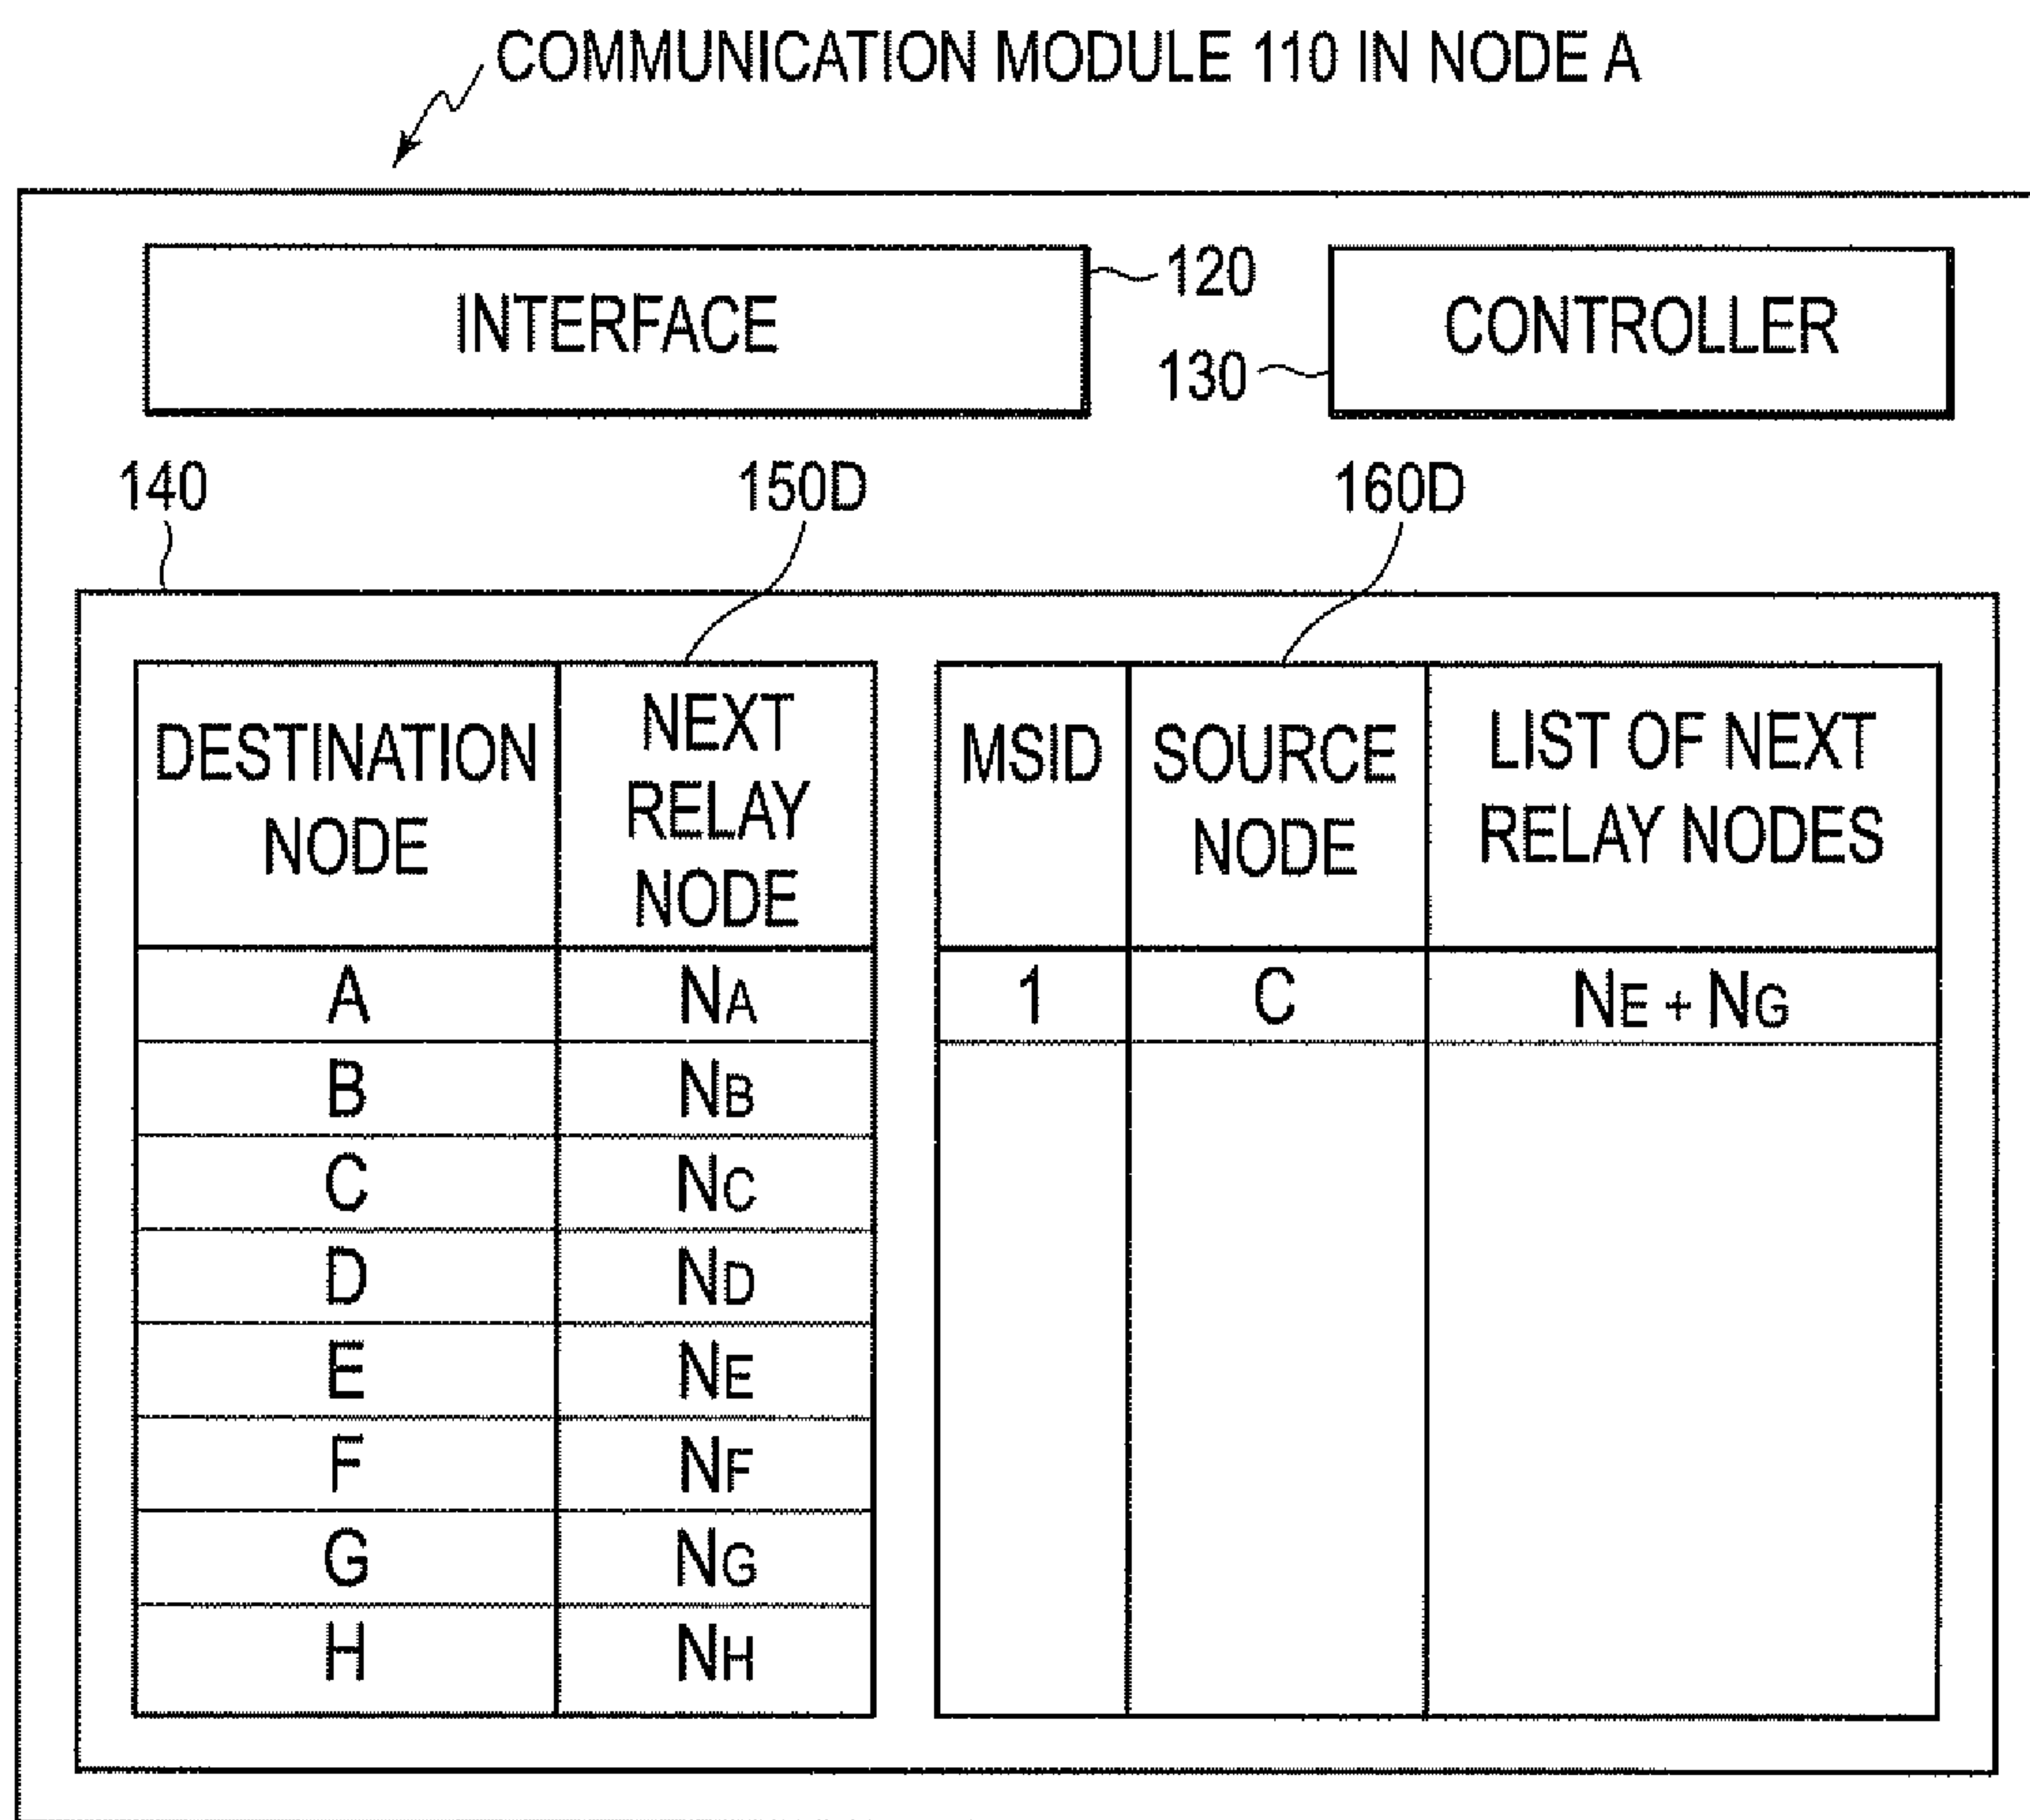 COMMUNICATION MODULE 110 IN NODE A
INTERFACE
120
130
CONTROLLER
140
150D
160D
DESTINATION
NODE
NEXT
RELAY
NODE
MSID
SOURCE
NODE
LIST OF NEXT
RELAY NODES
A NA
B NB
C NC
D ND
E NE
F NF
G NG
H NH
1 C NE + NG